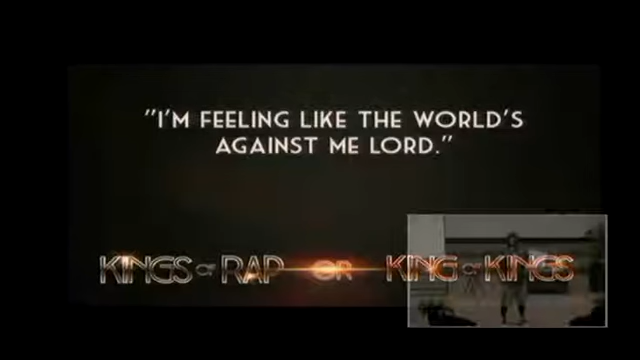 "I'M FEELING LIKE THE WORLD'S
AGAINST ME LORD."
KINGS OF RAP OR KING OF KINGS